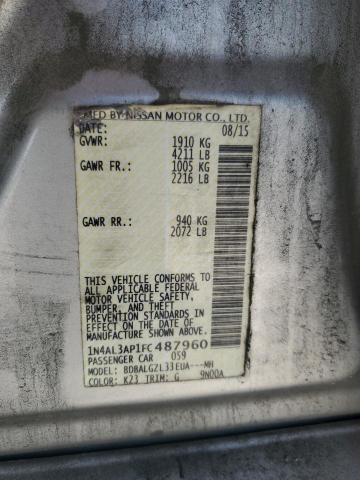 MFD BY NISSAN MOTOR CO., LTD.
DATE: 08/15
GVWR: 1910 KG
4211 LB
GAWR FR.: 1005 KG
2216 LB
GAWR RR.: 940 KG
2072 LB
THIS VEHICLE CONFORMS TO
ALL APPLICABLE FEDERAL
MOTOR VEHICLE SAFETY,
BUMPER, AND THEFT
PREVENTION STANDARDS IN
EFFECT ON THE DATE OF
MANUFACTURE SHOWN ABOVE.
1N4AL3AP1FC487960
PASSENGER CAR 059
MODEL: BDBALGZL33EUA---MH
COLOR: K23 TRIM: G 9N00A